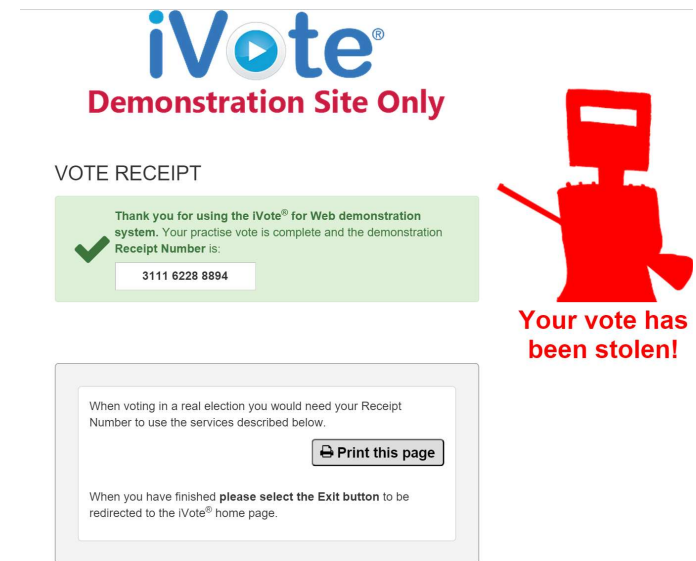 iVote®
Demonstration Site Only
VOTE RECEIPT
Thank you for using the iVote® for Web demonstration
system. Your practise vote is complete and the demonstration
Receipt Number is:
3111 6228 8894
Your vote has
been stolen!
When voting in a real election you would need your Receipt
Number to use the services described below.
Print this page
When you have finished please select the Exit button to be
redirected to the iVote® home page.